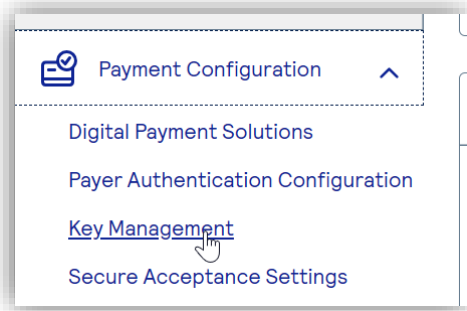 Payment Configuration
Digital Payment Solutions
Payer Authentication Configuration
Key Management
Secure Acceptance Settings